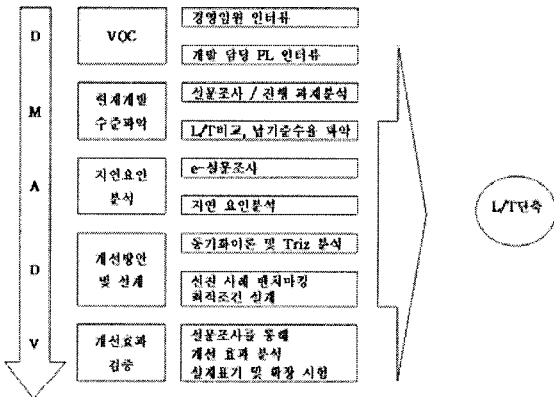 D
VOC
경영임원 인터뷰
개발 담당 PL 인터뷰
M
현재개발
수준파악
설문조사 / 진행 과제분석
L/T비교, 납기준수율 파악
A
지연요인
분석
e-설문조사
지연 요인분석
D
개선방안
및 설계
동기화이론 및 Triz 분석
선진 사례 벤치마킹
최적조건 설계
V
개선효과
검증
설문조사를 통해
개선 효과 분석
실제표기 및 확장 시험
L/T단축